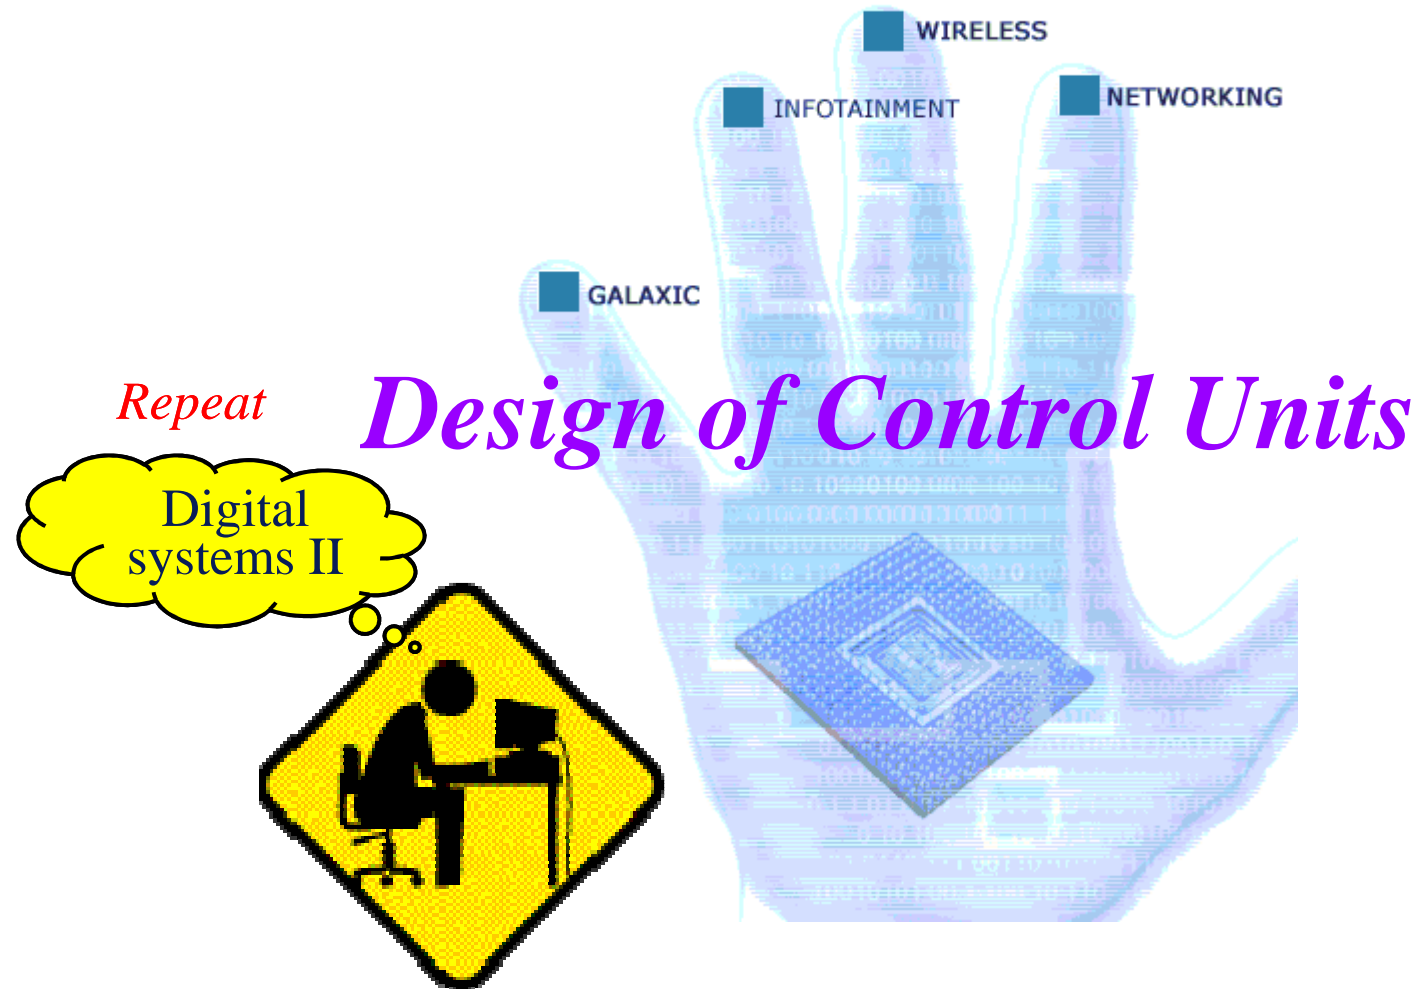 WIRELESS
INFOTAINMENT
NETWORKING
GALAXIC
Repeat
Design of Control Units
Digital
systems II